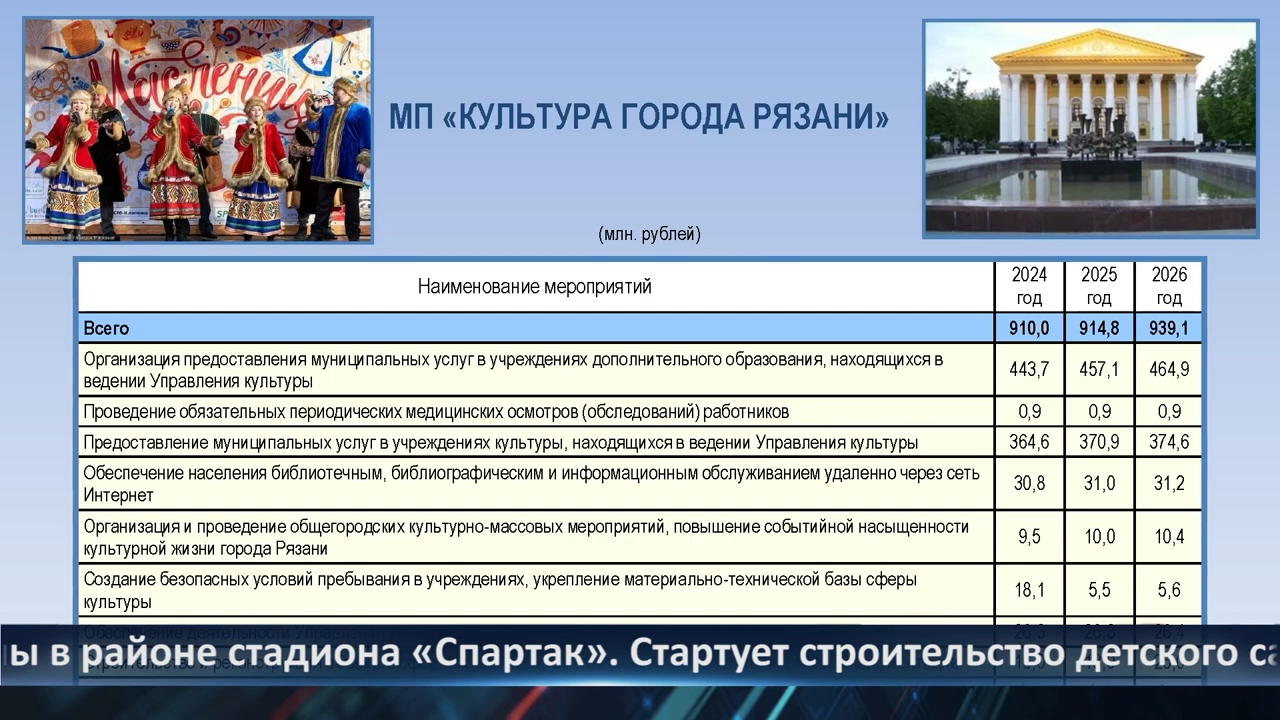 Масленица
МП «КУЛЬТУРА ГОРОДА РЯЗАНИ»
(млн. рублей)
Наименование мероприятий
2024 год
2025 год
2026 год
Всего 910,0 914,8 939,1
Организация предоставления муниципальных услуг в учреждениях дополнительного образования, находящихся в
ведении Управления культуры 443,7 457,1 464,9
Проведение обязательных периодических медицинских осмотров (обследований) работников 0,9 0,9 0,9
Предоставление муниципальных услуг в учреждениях культуры, находящихся в ведении Управления культуры 364,6 370,9 374,6
Обеспечение населения библиотечным, библиографическим и информационным обслуживанием удаленно через сеть
Интернет 30,8 31,0 31,2
Организация и проведение общегородских культурно-массовых мероприятий, повышение событийной насыщенности
культурной жизни города Рязани 9,5 10,0 10,4
Создание безопасных условий пребывания в учреждениях, укрепление материально-технической базы сферы
культуры 18,1 5,5 5,6
ы в районе стадиона «Спартак». Стартует строительство детского са